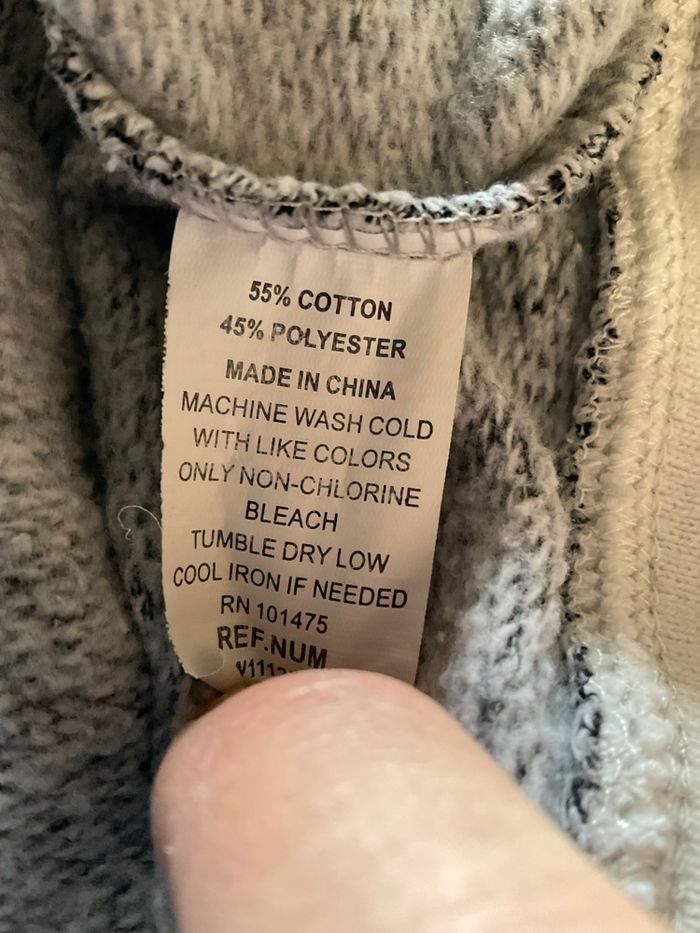 55% COTTON
45% POLYESTER
MADE IN CHINA
MACHINE WASH COLD
WITH LIKE COLORS
ONLY NON-CHLORINE
BLEACH
TUMBLE DRY LOW
COOL IRON IF NEEDED
RN 101475
REF.NUM